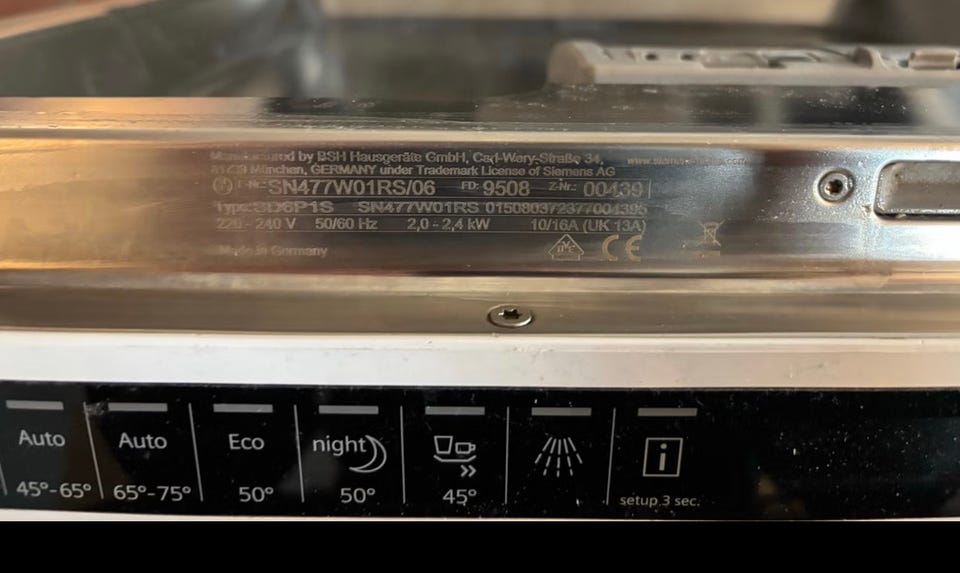 Manufactured by BSH Hausgeräte GmbH, Carl-Wery-Straße 34,
81739 München, GERMANY under Trademark License of Siemens AG
E-Nr. SN477W01RS/06 FD: 9508 Z-Nr.: 00439
Type: SD6P1S SN477W01RS 015080372377004395
220 - 240 V 50/60 Hz 2,0 - 2,4 kW 10/16A (UK 13A)
CE
Made in Germany
Auto Auto Eco night i
45°-65° 65°-75° 50° 50° 45° setup 3 sec.